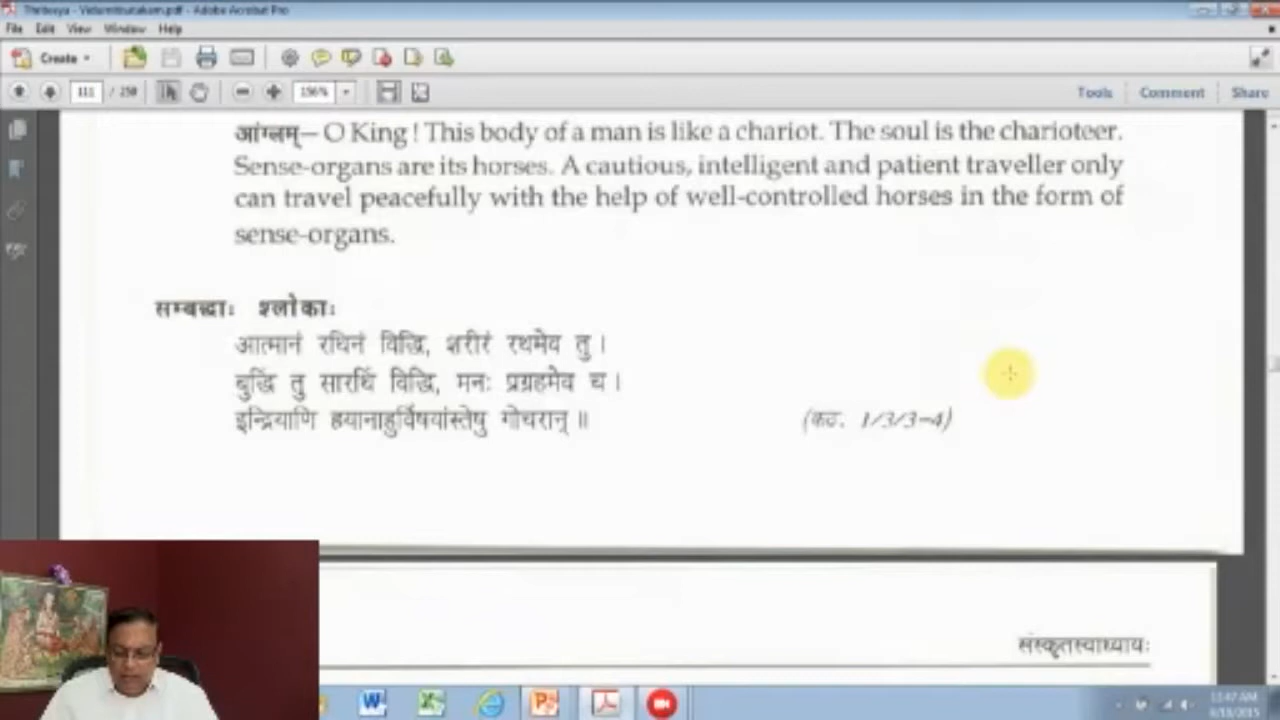 File Edit View Window Help
Create
111 / 250 156%
Tools Comment Share
आंग्लम्— O King ! This body of a man is like a chariot. The soul is the charioteer.
Sense-organs are its horses. A cautious, intelligent and patient traveller only
can travel peacefully with the help of well-controlled horses in the form of
sense-organs.
सम्बद्धाः श्लोकाः
आत्मानं रथिनं विद्धि, शरीरं रथमेव तु ।
बुद्धिं तु सारथिं विद्धि, मनः प्रग्रहमेव च ।
इन्द्रियाणि हयानाहुर्विषयांस्तेषु गोचरान् ॥ (कठ. 1/3/3-4)
संस्कृतस्वाध्यायः